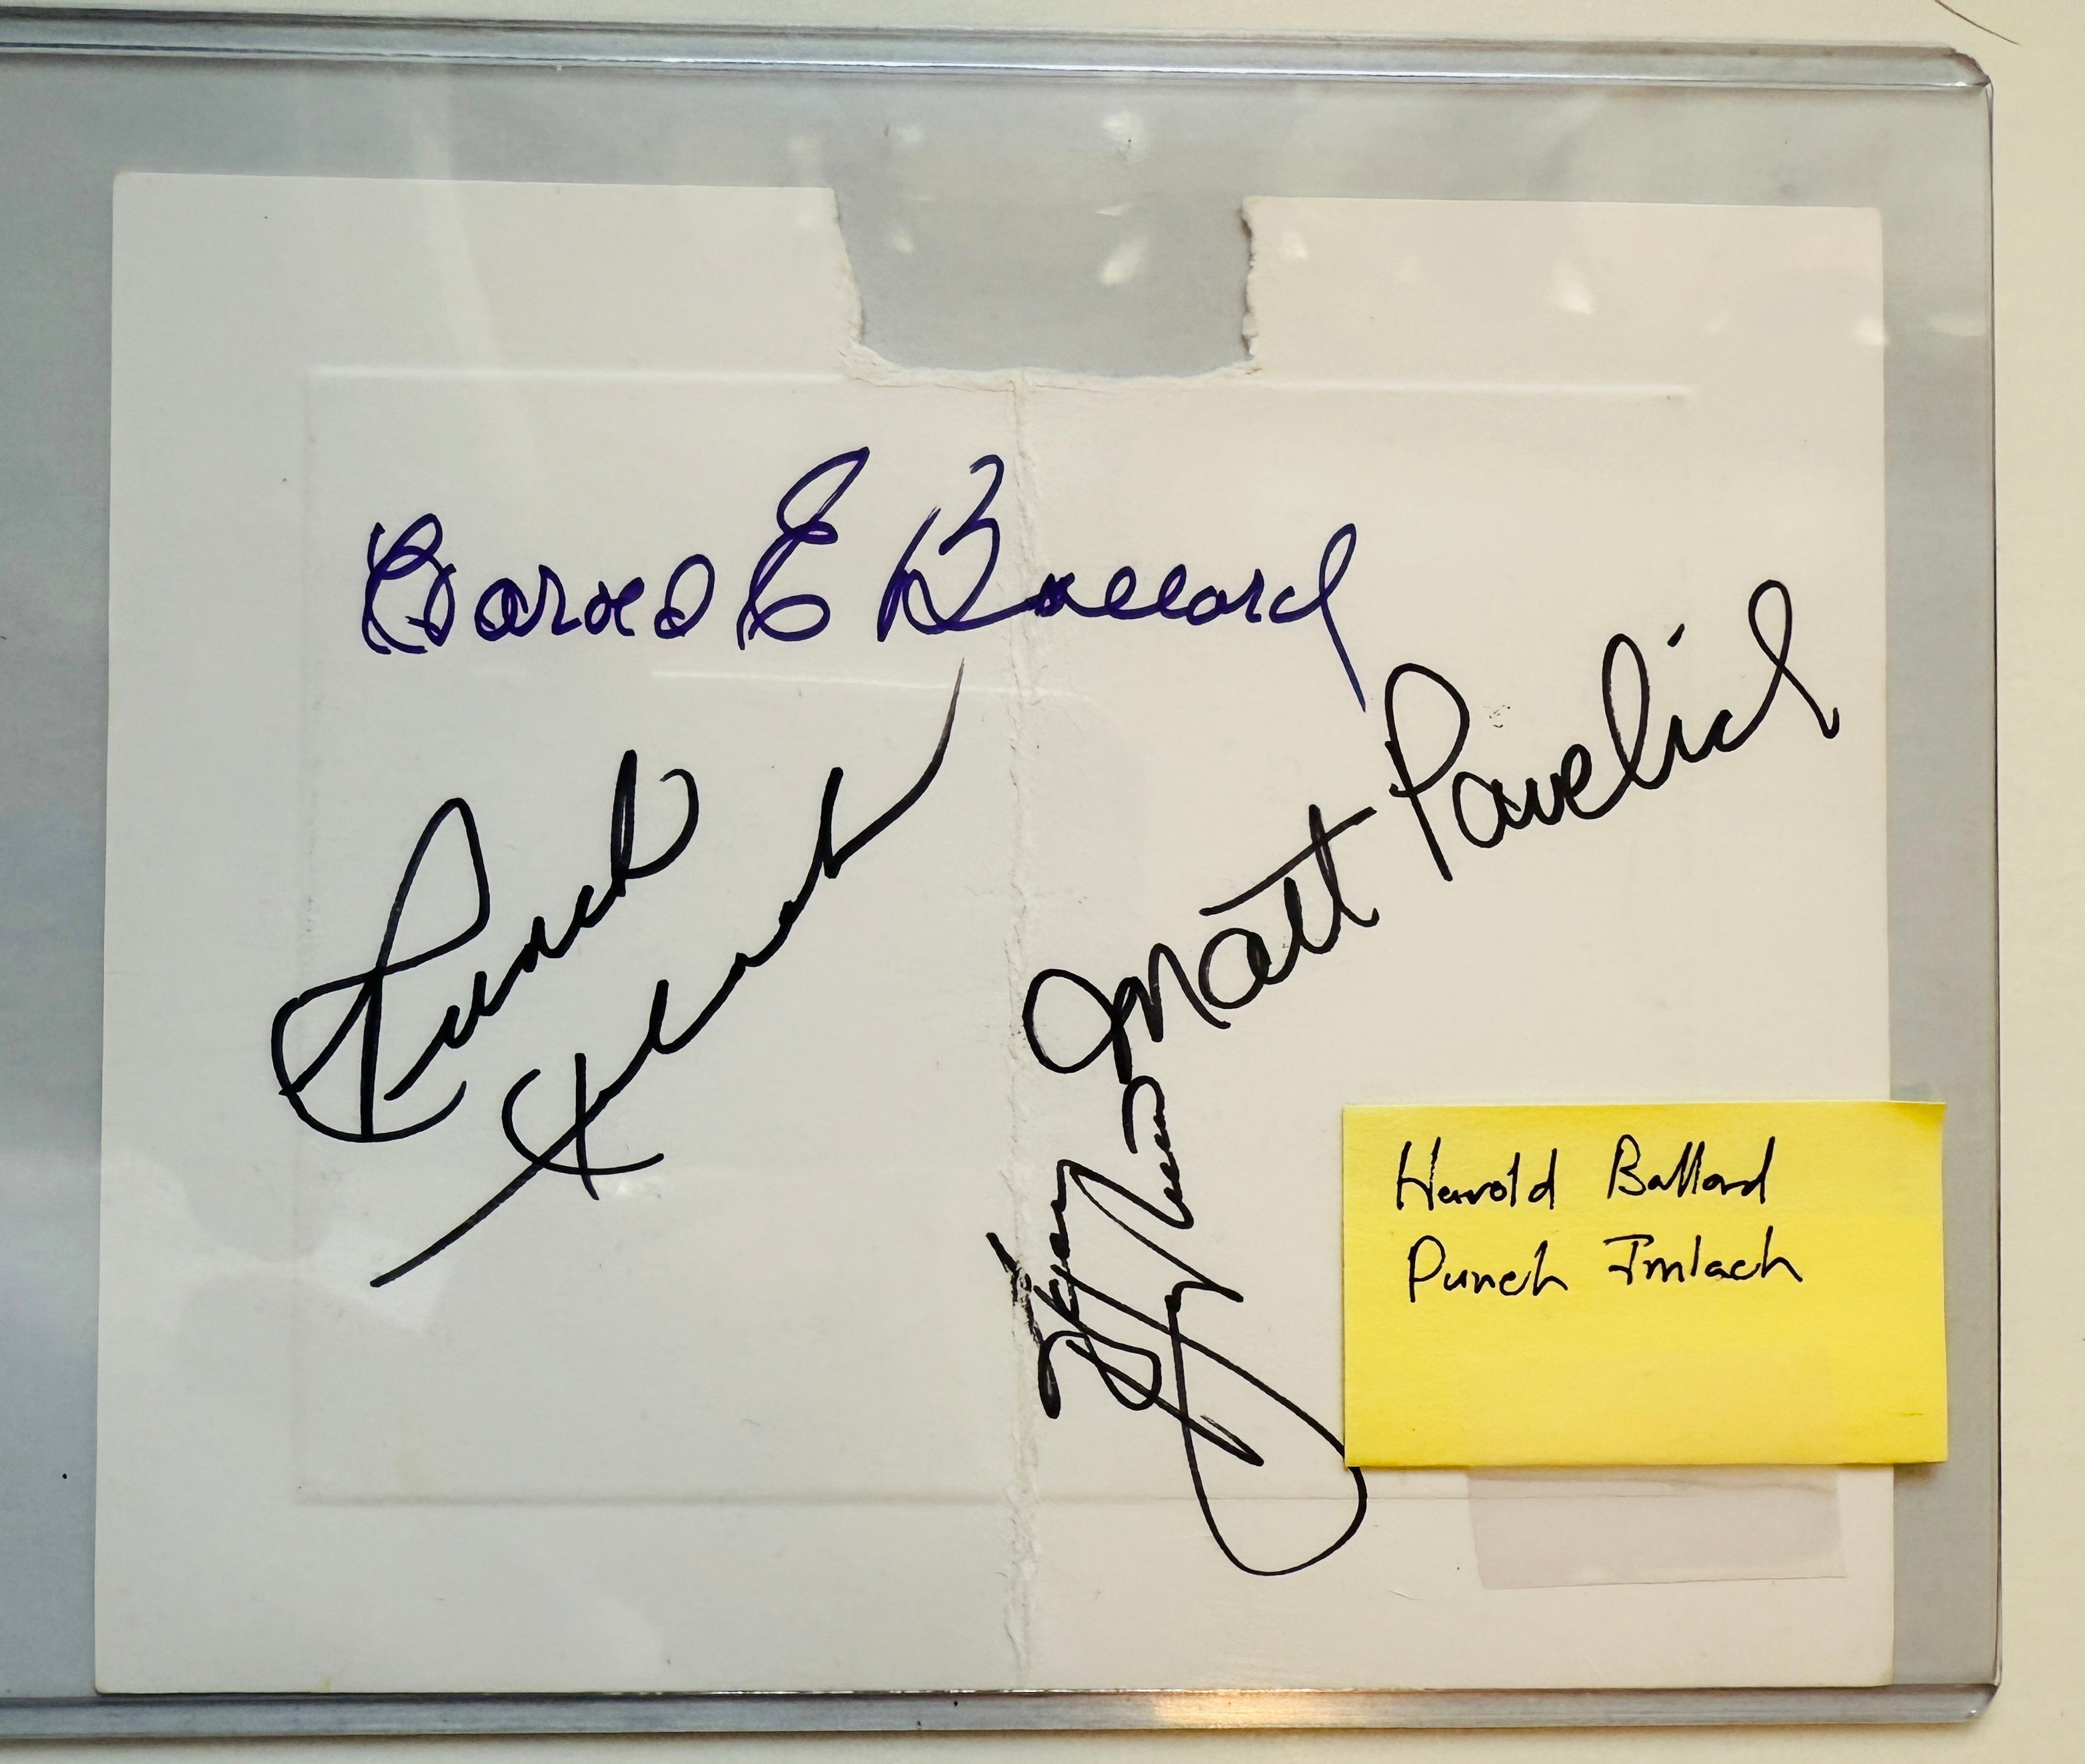 Harold E Ballard
Punch Imlach
Matt Pavelich
Harold Ballard
Punch Imlach